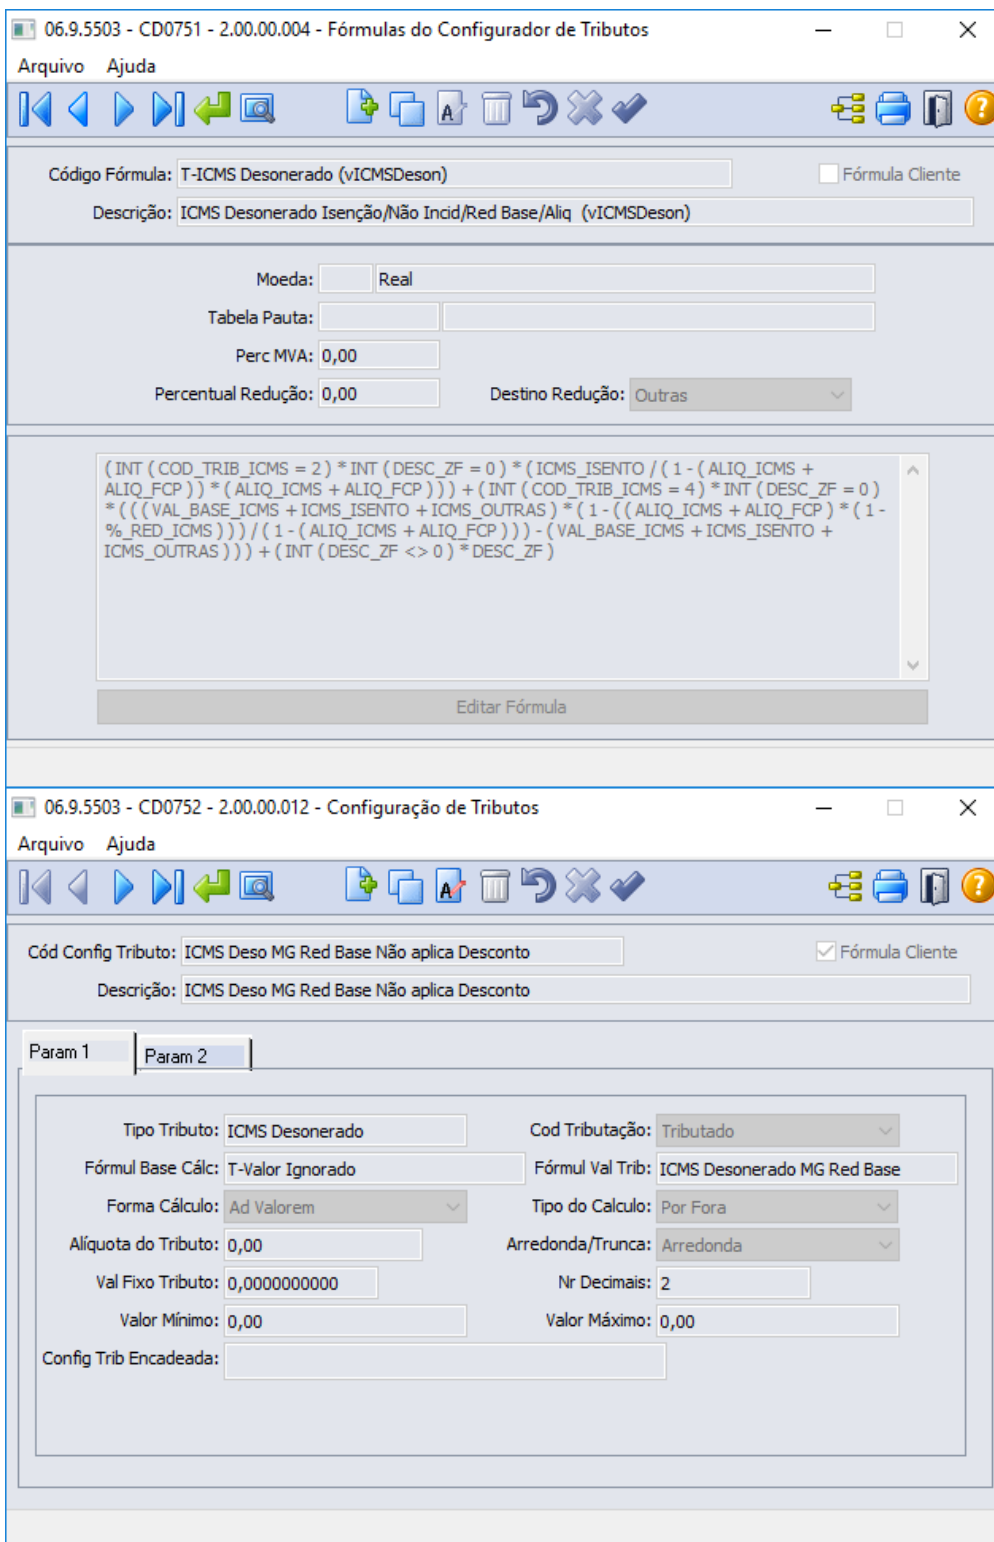 06.9.5503 - CD0751 - 2.00.00.004 - Fórmulas do Configurador de Tributos
Arquivo Ajuda
Código Fórmula: T-ICMS Desonerado (vICMSDeson) Fórmula Cliente
Descrição: ICMS Desonerado Isenção/Não Incid/Red Base/Aliq (vICMSDeson)
Moeda: Real
Tabela Pauta:
Perc MVA: 0,00
Percentual Redução: 0,00 Destino Redução: Outras
( INT ( COD_TRIB_ICMS = 2 ) * INT ( DESC_ZF = 0 ) * ( ICMS_ISENTO / ( 1 - ( ALIQ_ICMS +
ALIQ_FCP ) ) * ( ALIQ_ICMS + ALIQ_FCP ) ) ) + ( INT ( COD_TRIB_ICMS = 4 ) * INT ( DESC_ZF = 0 )
* ( ( ( VAL_BASE_ICMS + ICMS_ISENTO + ICMS_OUTRAS ) * ( 1 - ( ( ALIQ_ICMS + ALIQ_FCP ) * ( 1 -
%_RED_ICMS ) ) ) / ( 1 - ( ALIQ_ICMS + ALIQ_FCP ) ) ) - ( VAL_BASE_ICMS + ICMS_ISENTO +
ICMS_OUTRAS ) ) ) + ( INT ( DESC_ZF <> 0 ) * DESC_ZF )
Editar Fórmula
06.9.5503 - CD0752 - 2.00.00.012 - Configuração de Tributos
Arquivo Ajuda
Cód Config Tributo: ICMS Deso MG Red Base Não aplica Desconto Fórmula Cliente
Descrição: ICMS Deso MG Red Base Não aplica Desconto
Param 1 Param 2
Tipo Tributo: ICMS Desonerado Cod Tributação: Tributado
Fórmul Base Cálc: T-Valor Ignorado Fórmul Val Trib: ICMS Desonerado MG Red Base
Forma Cálculo: Ad Valorem Tipo do Calculo: Por Fora
Alíquota do Tributo: 0,00 Arredonda/Trunca: Arredonda
Val Fixo Tributo: 0,0000000000 Nr Decimais: 2
Valor Mínimo: 0,00 Valor Máximo: 0,00
Config Trib Encadeada: